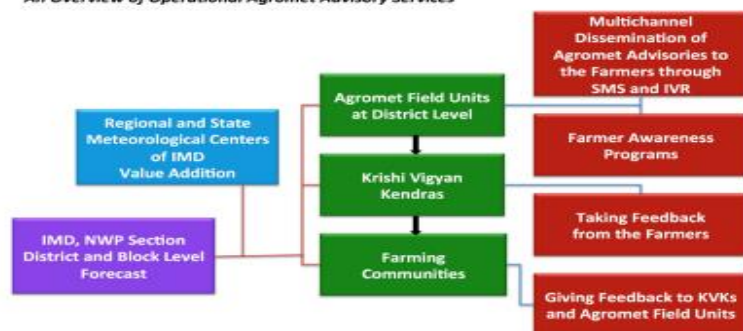 An Overview of Operational Agromet Advisory Services
Regional and State
Meteorological Centers
of IMD
Value Addition
IMD, NWP Section
District and Block Level
Forecast
Agromet Field Units
at District Level
Krishi Vigyan
Kendras
Farming
Communities
Multichannel
Dissemination of
Agromet Advisories to
the Farmers through
SMS and IVR
Farmer Awareness
Programs
Taking Feedback
from the Farmers
Giving Feedback to KVKs
and Agromet Field Units